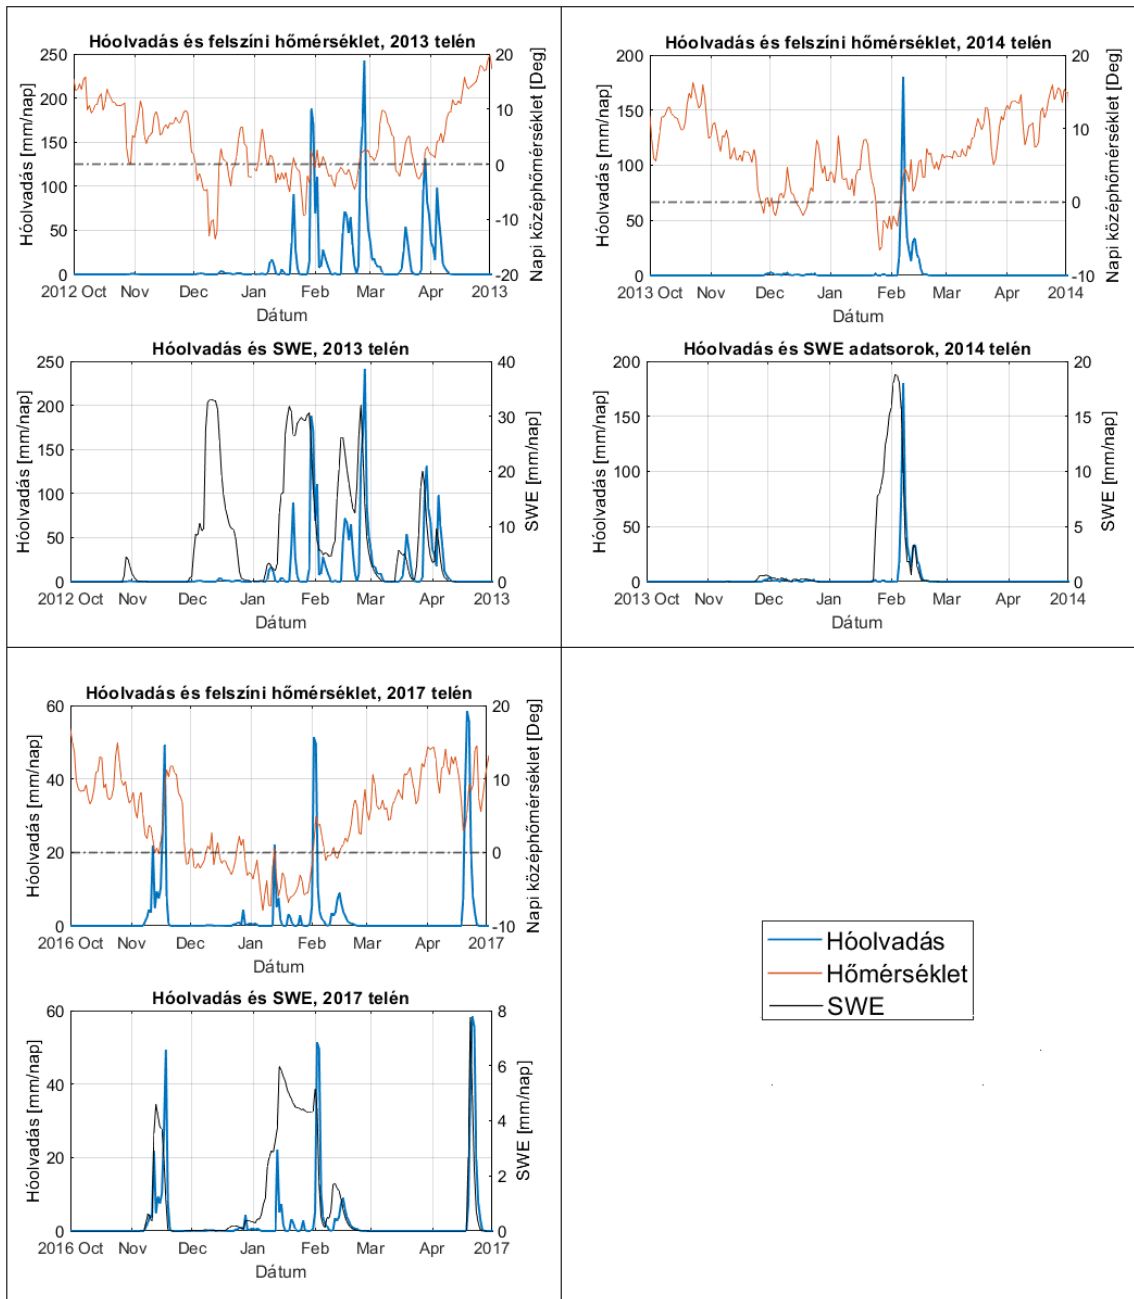 Hóolvadás és felszíni hőmérséklet, 2013 telén
250
200
150
100
50
0
20
10
0
-10
-20
2012 Oct Nov Dec Jan Feb Mar Apr 2013
Dátum
Hóolvadás [mm/nap]
Napi középhőmérséklet [Deg]
Hóolvadás és SWE, 2013 telén
250
200
150
100
50
0
40
30
20
10
0
2012 Oct Nov Dec Jan Feb Mar Apr 2013
Dátum
Hóolvadás [mm/nap]
SWE [mm/nap]
Hóolvadás és felszíni hőmérséklet, 2014 telén
200
150
100
50
0
20
10
0
-10
2013 Oct Nov Dec Jan Feb Mar Apr 2014
Dátum
Hóolvadás [mm/nap]
Napi középhőmérséklet [Deg]
Hóolvadás és SWE adatsorok, 2014 telén
200
150
100
50
0
20
15
10
5
0
2013 Oct Nov Dec Jan Feb Mar Apr 2014
Dátum
Hóolvadás [mm/nap]
SWE [mm/nap]
Hóolvadás és felszíni hőmérséklet, 2017 telén
60
40
20
0
20
10
0
-10
2016 Oct Nov Dec Jan Feb Mar Apr 2017
Dátum
Hóolvadás [mm/nap]
Napi középhőmérséklet [Deg]
Hóolvadás és SWE, 2017 telén
60
40
20
0
8
6
4
2
0
2016 Oct Nov Dec Jan Feb Mar Apr 2017
Dátum
Hóolvadás [mm/nap]
SWE [mm/nap]
Hóolvadás
Hőmérséklet
SWE